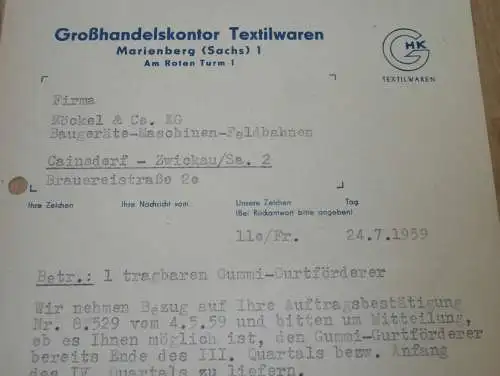 Großhandelskontor Textilwaren
Marienberg (Sachs) 1
Am Roten Turm 1
GHK
TEXTILWAREN
Firma
Möckel & Co. KG
Baugeräte-Maschinen-Feldbahnen
Cainsdorf - Zwickau/Sa. 2
Brauereistraße 2c
Ihre Zeichen Ihre Nachricht vom Unsere Zeichen Tag
(Bei Rückantwort bitte angeben)
11c/Fr. 24.7.1959
Betr.: 1 tragbaren Gummi-Gurtförderer
Wir nehmen Bezug auf Ihre Auftragsbestätigung
Nr. 8.529 vom 4.5.59 und bitten um Mitteilung,
ob es Ihnen möglich ist, den Gummi-Gurtförderer
bereits Ende des III. Quartals bezw. Anfang
des IV. Quartals zu liefern.